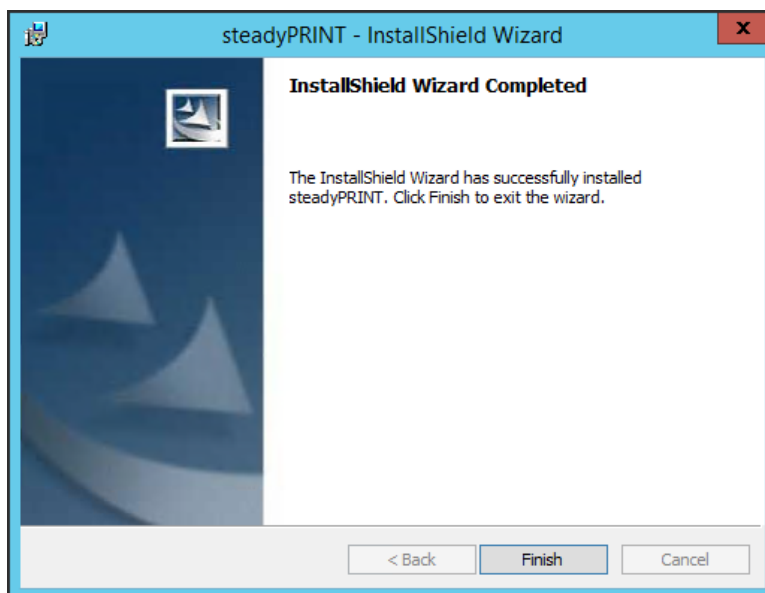 steadyPRINT - InstallShield Wizard
x
InstallShield Wizard Completed
The InstallShield Wizard has successfully installed
steadyPRINT. Click Finish to exit the wizard.
< Back Finish Cancel